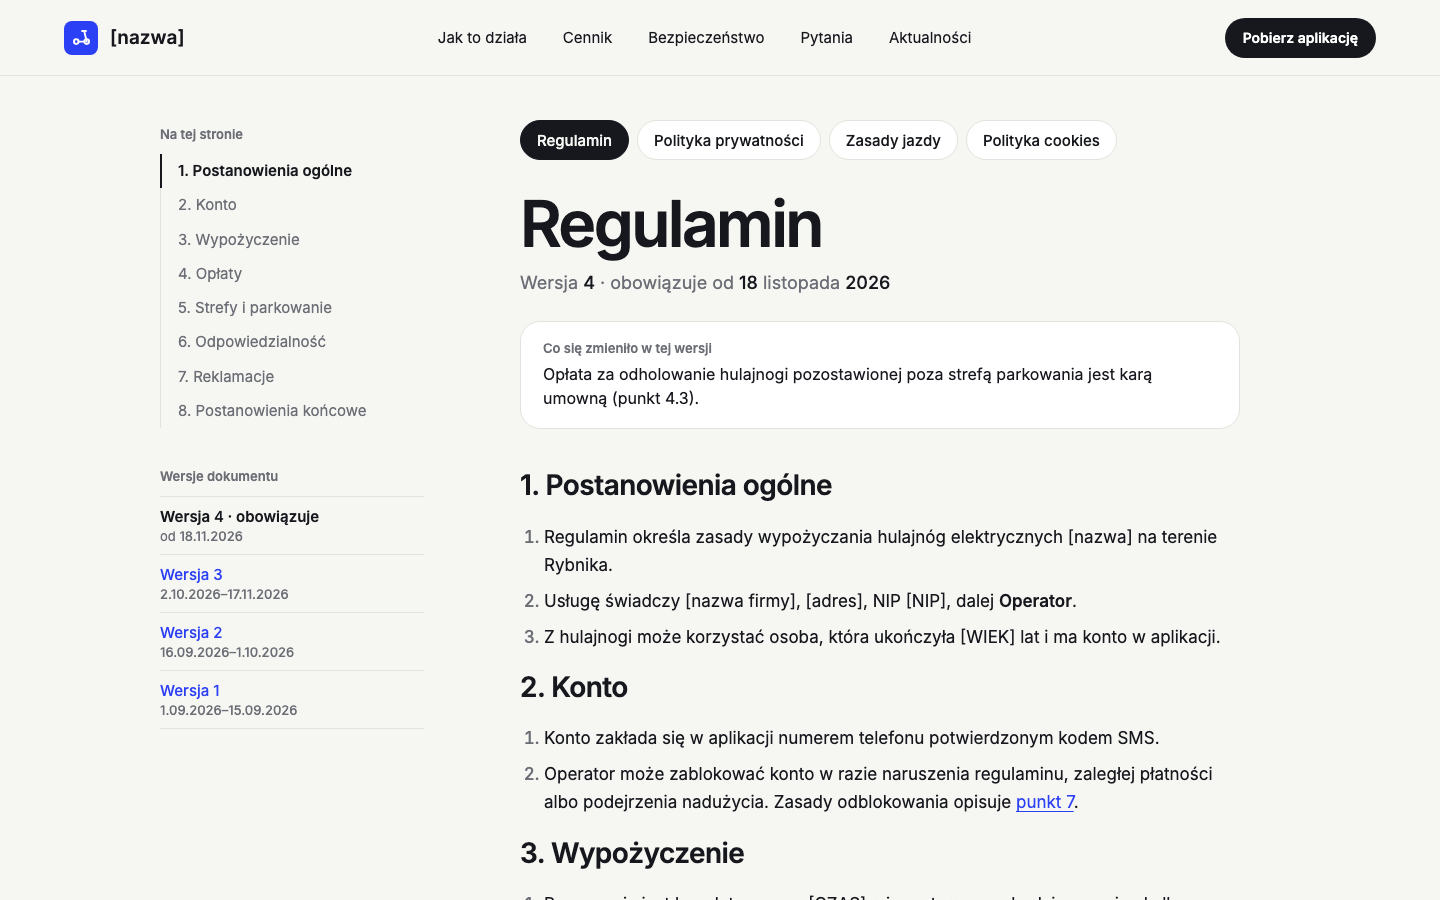 [nazwa]
Jak to działa
Cennik
Bezpieczeństwo
Pytania
Aktualności
Pobierz aplikację
Na tej stronie
1. Postanowienia ogólne
2. Konto
3. Wypożyczenie
4. Opłaty
5. Strefy i parkowanie
6. Odpowiedzialność
7. Reklamacje
8. Postanowienia końcowe
Wersje dokumentu
Wersja 4 · obowiązuje
od 18.11.2026
Wersja 3
2.10.2026–17.11.2026
Wersja 2
16.09.2026–1.10.2026
Wersja 1
1.09.2026–15.09.2026
Regulamin
Polityka prywatności
Zasady jazdy
Polityka cookies
Regulamin
Wersja 4 · obowiązuje od 18 listopada 2026
Co się zmieniło w tej wersji
Opłata za odholowanie hulajnogi pozostawionej poza strefą parkowania jest karą
umowną (punkt 4.3).
1. Postanowienia ogólne
1. Regulamin określa zasady wypożyczania hulajnóg elektrycznych [nazwa] na terenie
Rybnika.
2. Usługę świadczy [nazwa firmy], [adres], NIP [NIP], dalej Operator.
3. Z hulajnogi może korzystać osoba, która ukończyła [WIEK] lat i ma konto w aplikacji.
2. Konto
1. Konto zakłada się w aplikacji numerem telefonu potwierdzonym kodem SMS.
2. Operator może zablokować konto w razie naruszenia regulaminu, zaległej płatności
albo podejrzenia nadużycia. Zasady odblokowania opisuje punkt 7.
3. Wypożyczenie